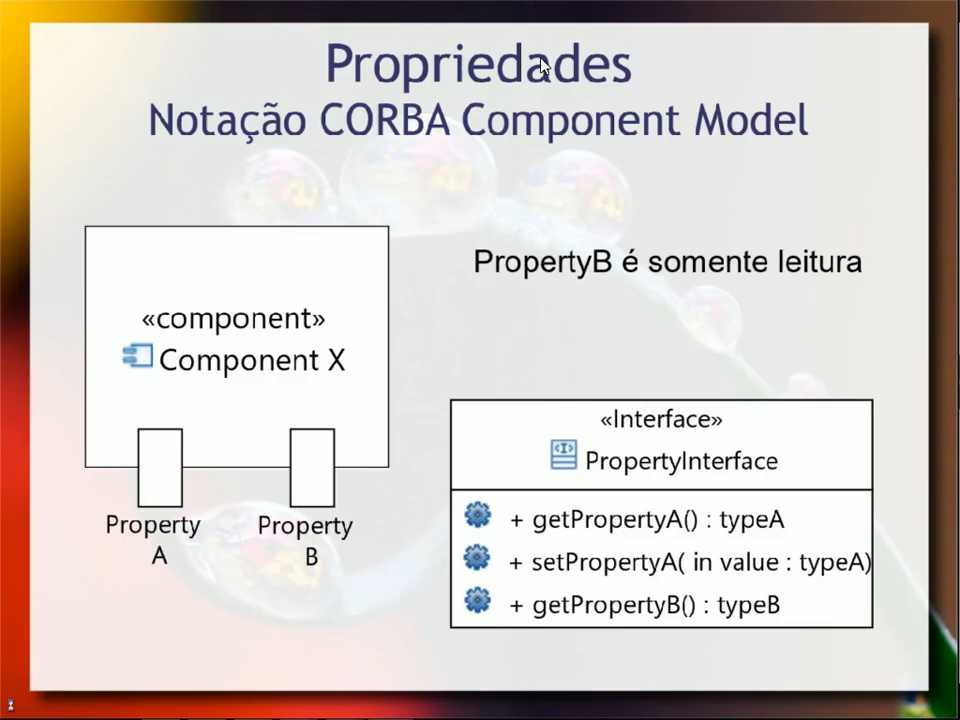 Propriedades
Notação CORBA Component Model
PropertyB é somente leitura
«component»
Component X
Property
A
Property
B
«Interface»
<I>
PropertyInterface
+ getPropertyA() : typeA
+ setPropertyA( in value : typeA)
+ getPropertyB() : typeB